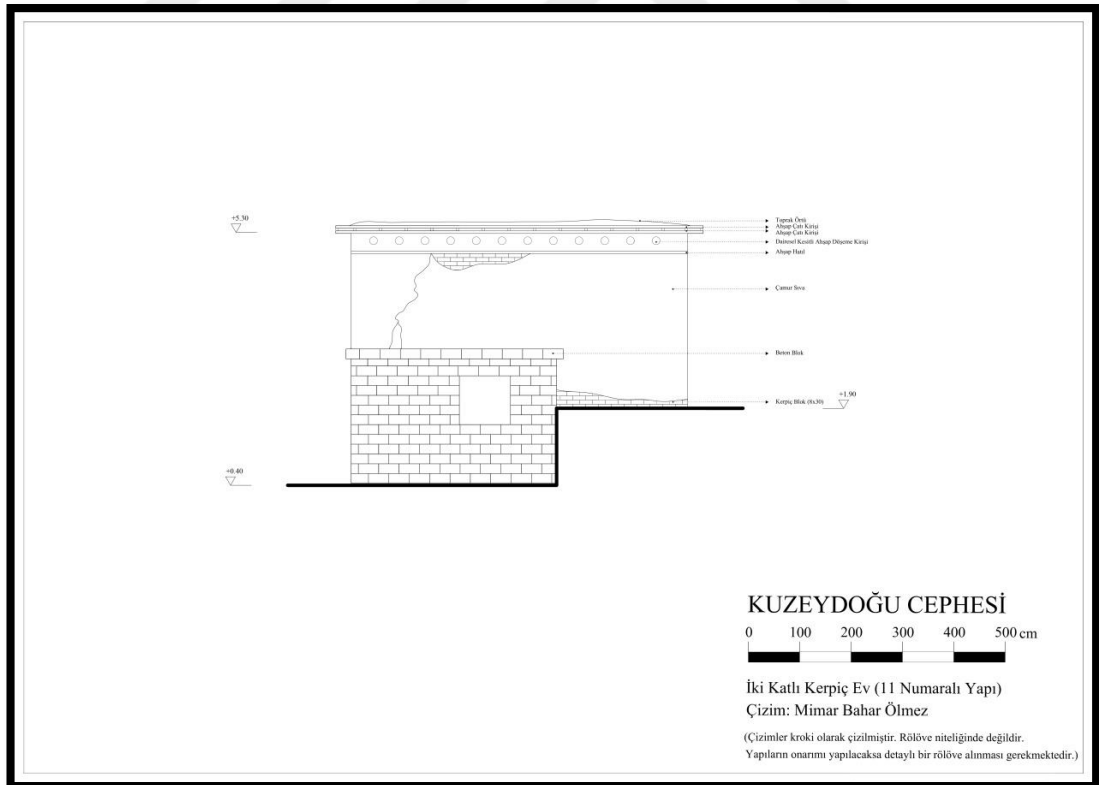 +5.30
Toprak Örtü
Ahşap Çatı Kirişi
Ahşap Çatı Kirişi
Dairesel Kesitli Ahşap Döşeme Kirişi
Ahşap Hatıl
Çamur Sıva
Beton Blok
Kerpiç Blok (8x30)
+1.90
+0.40
KUZEYDOĞU CEPHESİ
0 100 200 300 400 500 cm
İki Katlı Kerpiç Ev (11 Numaralı Yapı)
Çizim: Mimar Bahar Ölmez
(Çizimler kroki olarak çizilmiştir. Rölöve niteliğinde değildir.
Yapıların onarımı yapılacaksa detaylı bir rölöve alınması gerekmektedir.)